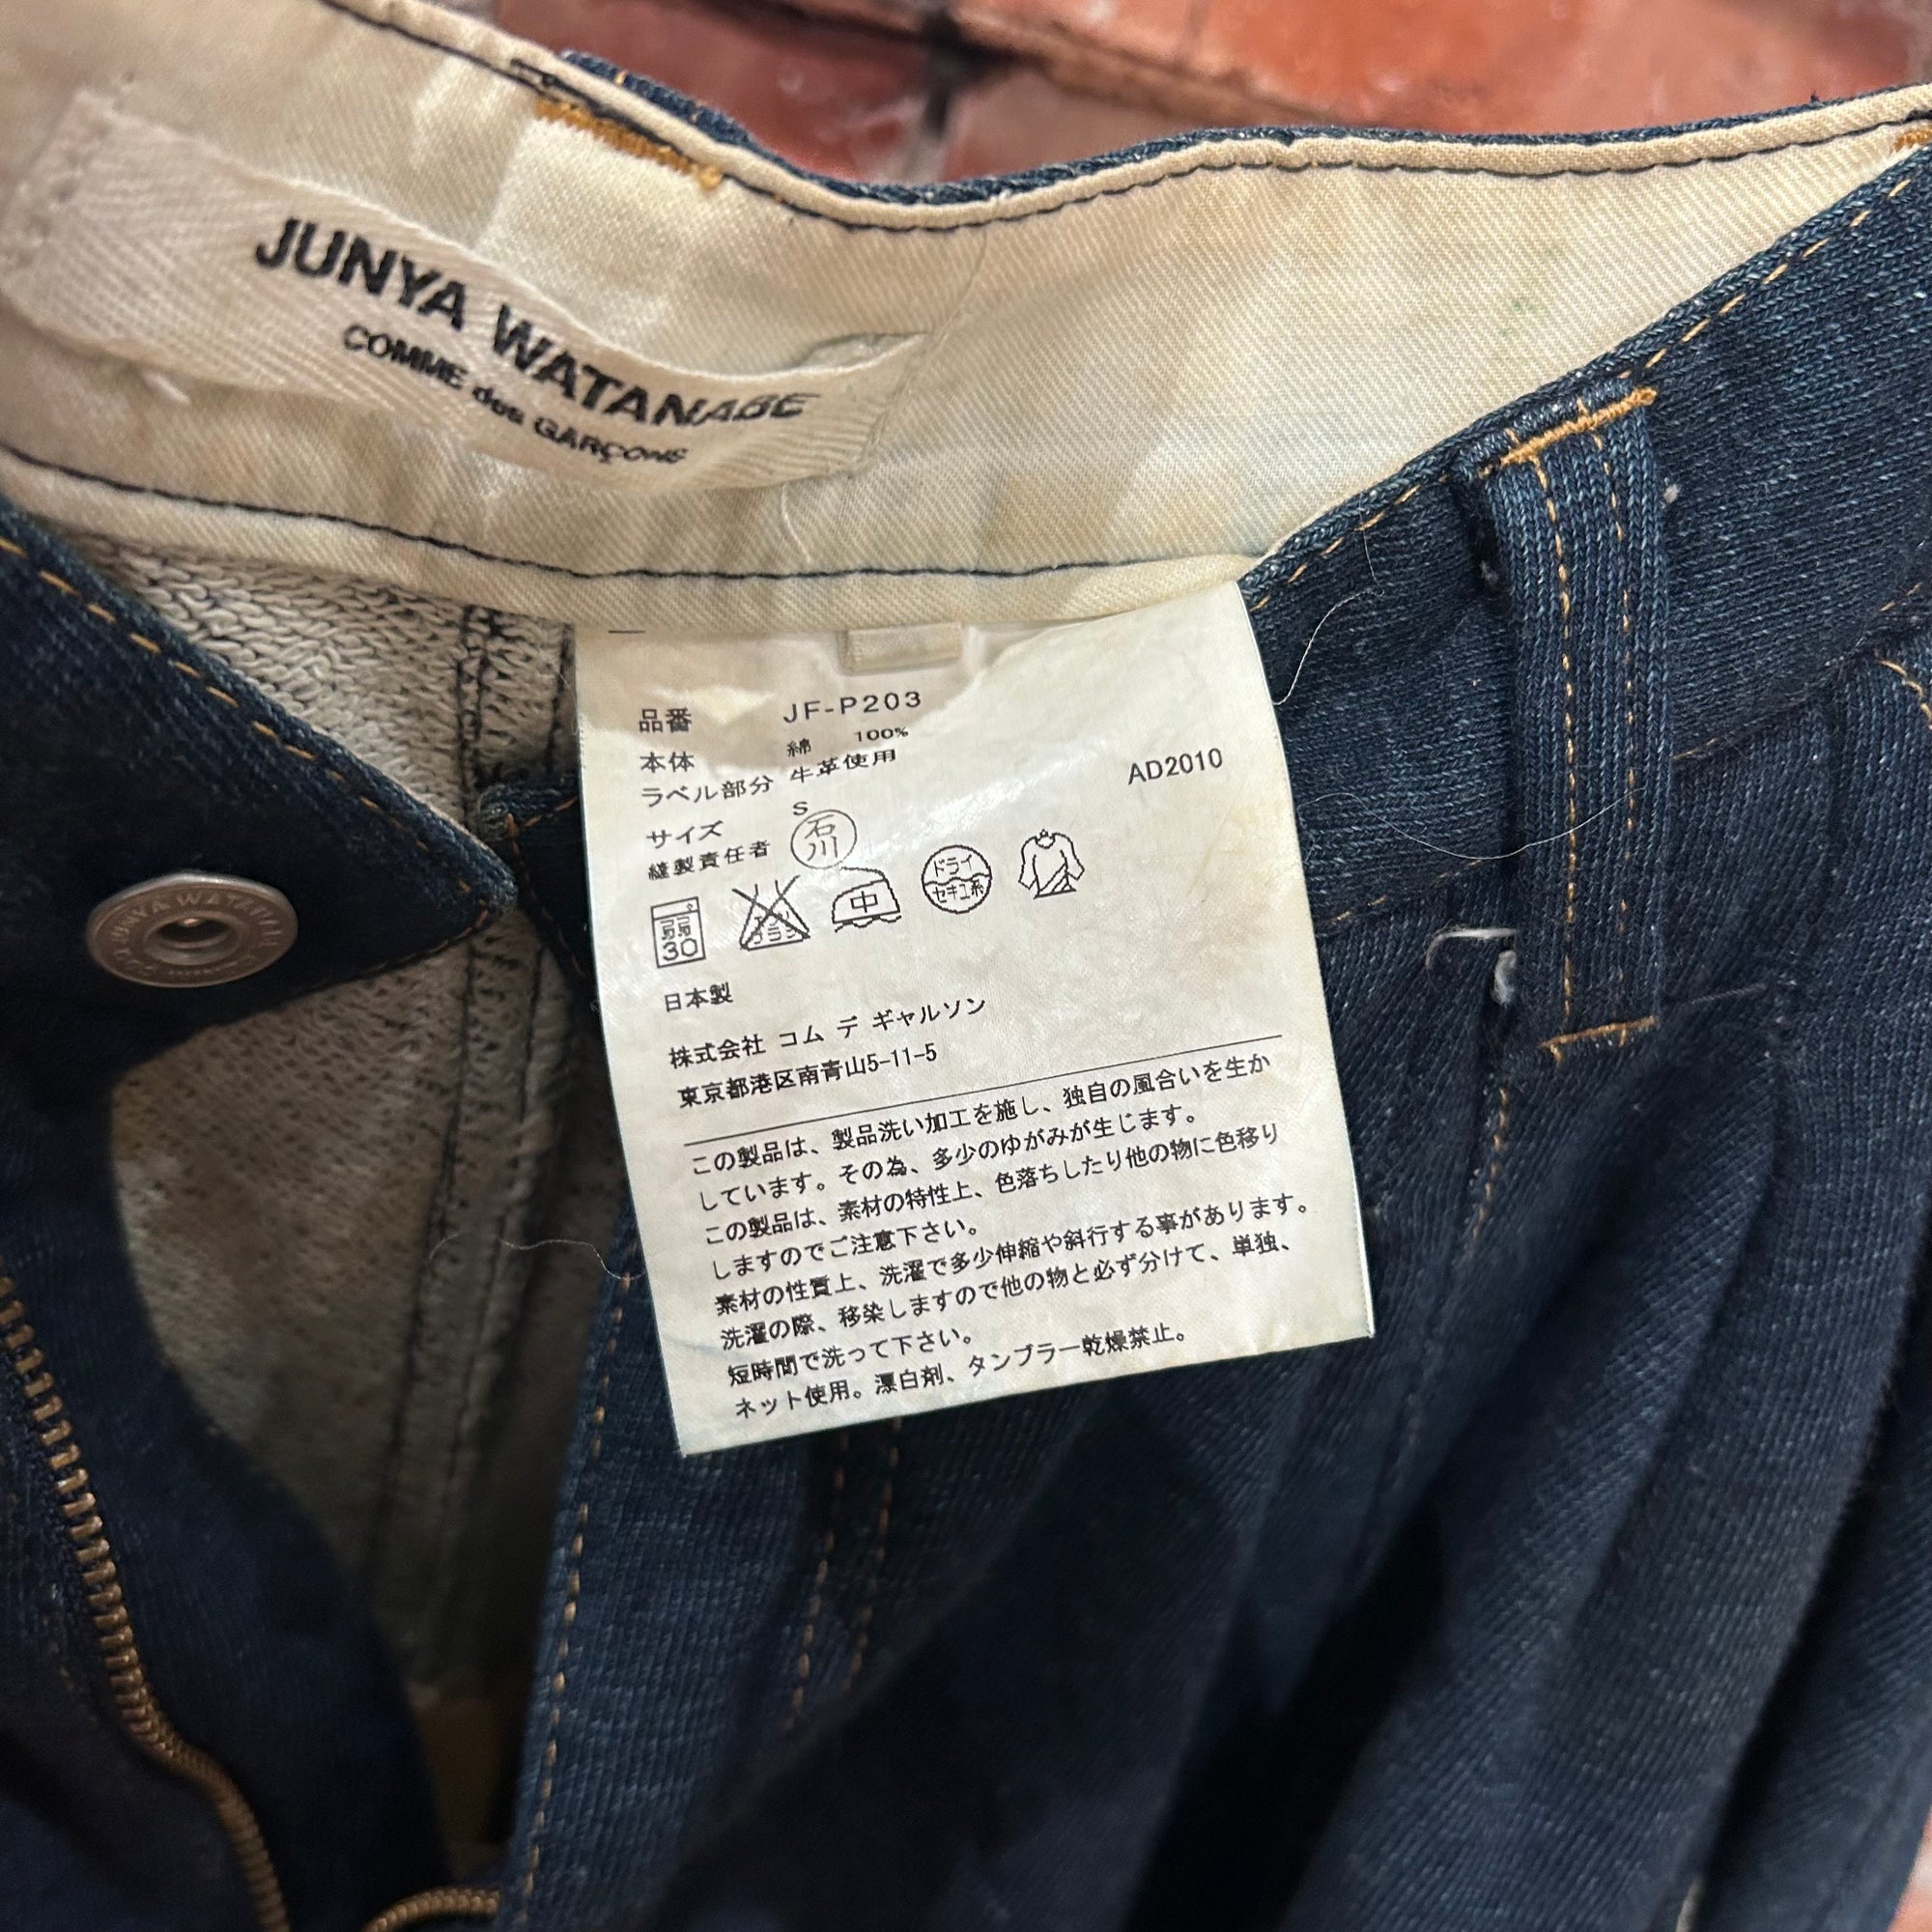 JUNYA WATANABE
COMME des GARÇONS
品番 JF-P203
本体 綿 100%
ラベル部分 牛革使用
AD2010
サイズ S
縫製責任者 石川
弱 30
エンソサラシ
中
ドライ セキユ系
日本製
株式会社 コム デ ギャルソン
東京都港区南青山5-11-5
この製品は、製品洗い加工を施し、独自の風合いを生か
しています。その為、多少のゆがみが生じます。
この製品は、素材の特性上、色落ちしたり他の物に色移り
しますのでご注意下さい。
素材の性質上、洗濯で多少伸縮や斜行する事があります。
洗濯の際、移染しますので他の物と必ず分けて、単独、
短時間で洗って下さい。
ネット使用。漂白剤、タンブラー乾燥禁止。
JUNYA WATANABE